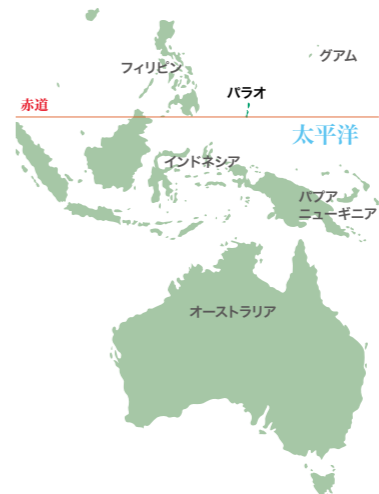 グアム
フィリピン
パラオ
赤道
太平洋
インドネシア
パプア
ニューギニア
オーストラリア